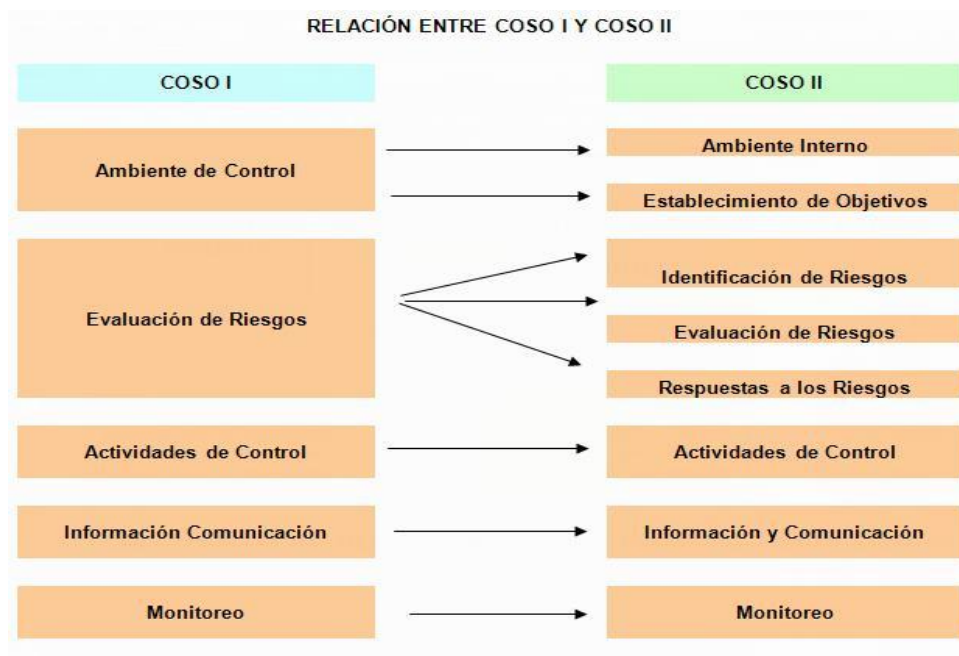 RELACIÓN ENTRE COSO I Y COSO II
COSO I
COSO II
Ambiente de Control
Ambiente Interno
Establecimiento de Objetivos
Evaluación de Riesgos
Identificación de Riesgos
Evaluación de Riesgos
Respuestas a los Riesgos
Actividades de Control
Actividades de Control
Información Comunicación
Información y Comunicación
Monitoreo
Monitoreo